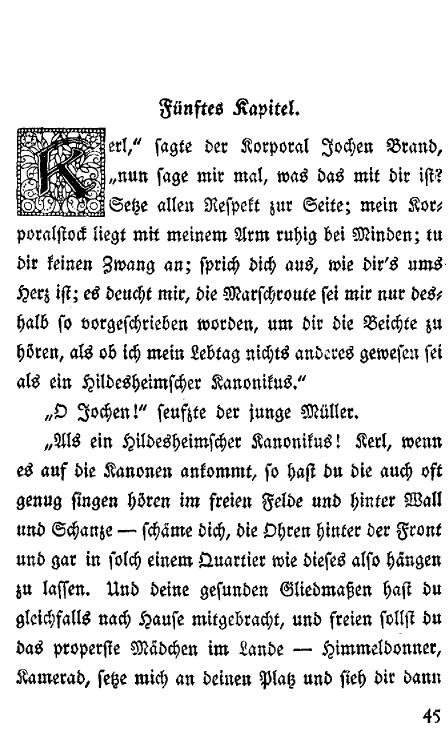 Fünftes Kapitel.
Kerl,“ sagte der Korporal Jochen Brand,
„nun sage mir mal, was das mit dir ist?
Setze allen Respekt zur Seite; mein Kor-
poralstock liegt mit meinem Arm ruhig bei Minden; tu
dir keinen Zwang an; sprich dich aus, wie dir's ums
Herz ist; es deucht mir, die Marschroute sei mir nur des-
halb so vorgeschrieben worden, um dir die Beichte zu
hören, als ob ich mein Lebtag nichts anderes gewesen sei
als ein Hildesheimscher Kanonikus.“
„O Jochen!“ seufzte der junge Müller.
„Als ein Hildesheimscher Kanonikus! Kerl, wenn
es auf die Kanonen ankommt, so hast du die auch oft
genug singen hören im freien Felde und hinter Wall
und Schanze — schäme dich, die Ohren hinter der Front
und gar in solch einem Quartier wie dieses also hängen
zu lassen. Und deine gesunden Gliedmaßen hast du
gleichfalls nach Hause mitgebracht, und freien sollst du
das properste Mädchen im Lande — Himmeldonner,
Kamerad, setze mich an deinen Platz und sieh dir dann
45